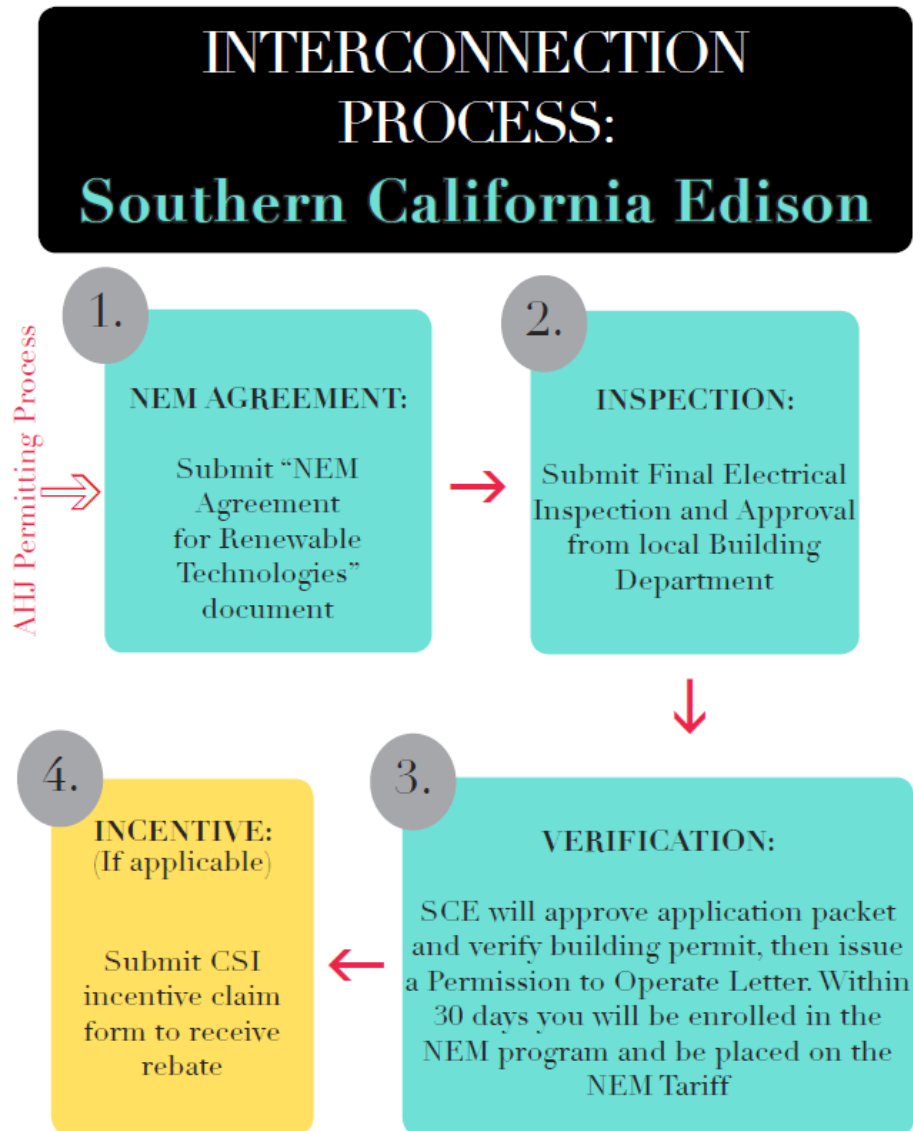 INTERCONNECTION
PROCESS:
Southern California Edison
AHJ Permitting Process
1.
NEM AGREEMENT:
Submit “NEM
Agreement
for Renewable
Technologies”
document
2.
INSPECTION:
Submit Final Electrical
Inspection and Approval
from local Building
Department
3.
VERIFICATION:
SCE will approve application packet
and verify building permit, then issue
a Permission to Operate Letter. Within
30 days you will be enrolled in the
NEM program and be placed on the
NEM Tariff
4.
INCENTIVE:
(If applicable)
Submit CSI
incentive claim
form to receive
rebate